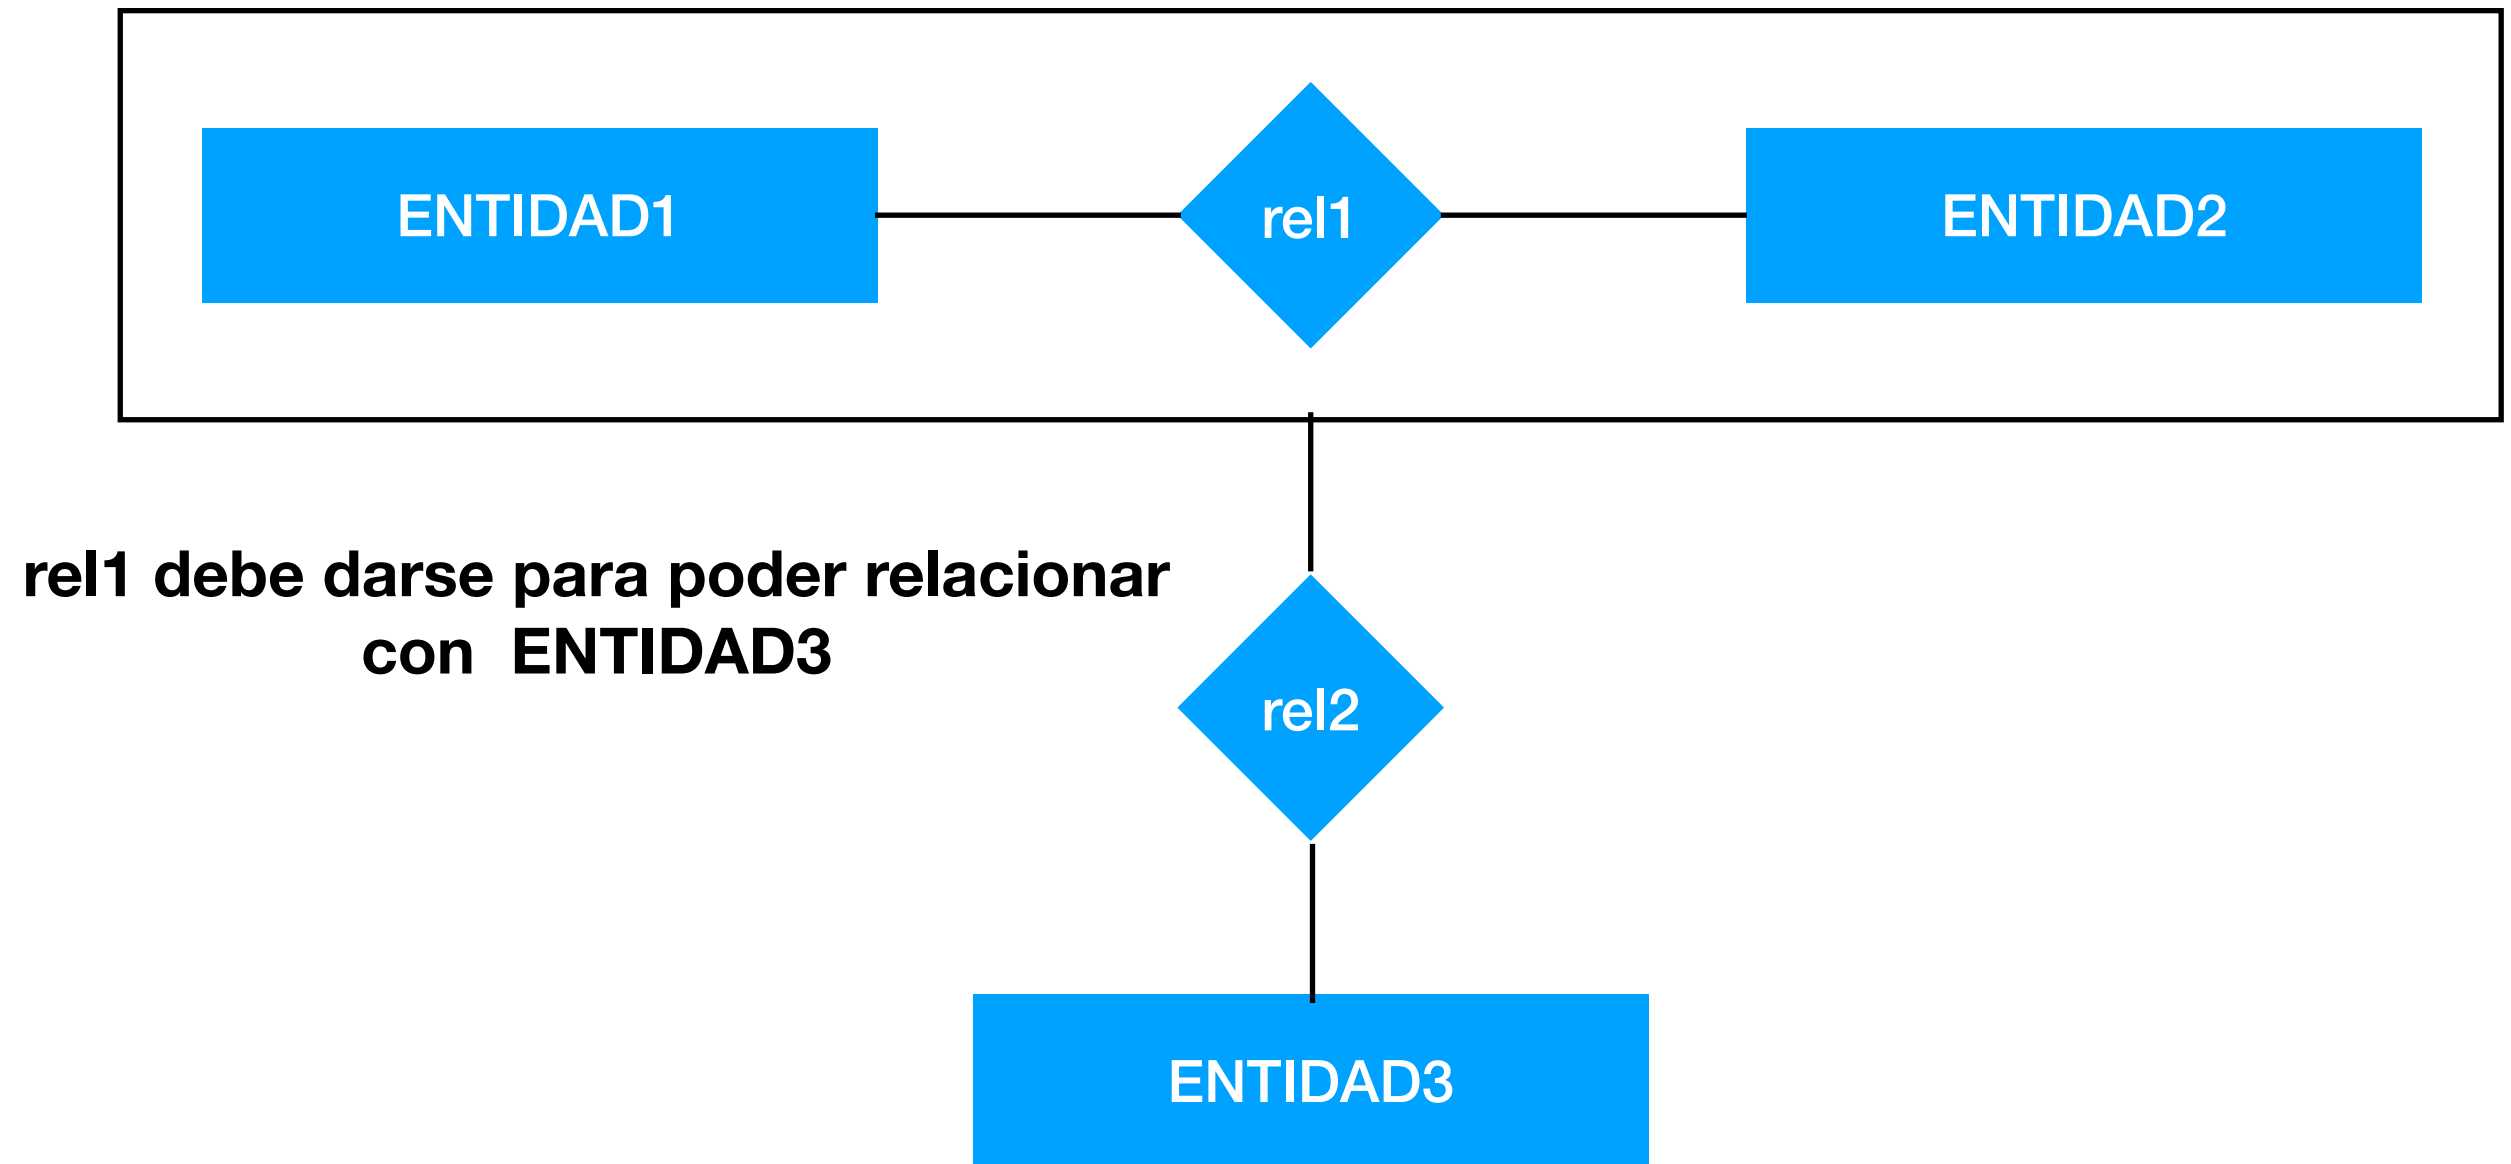 ENTIDAD1
rel1
ENTIDAD2
rel1 debe darse para poder relacionar
con ENTIDAD3
rel2
ENTIDAD3